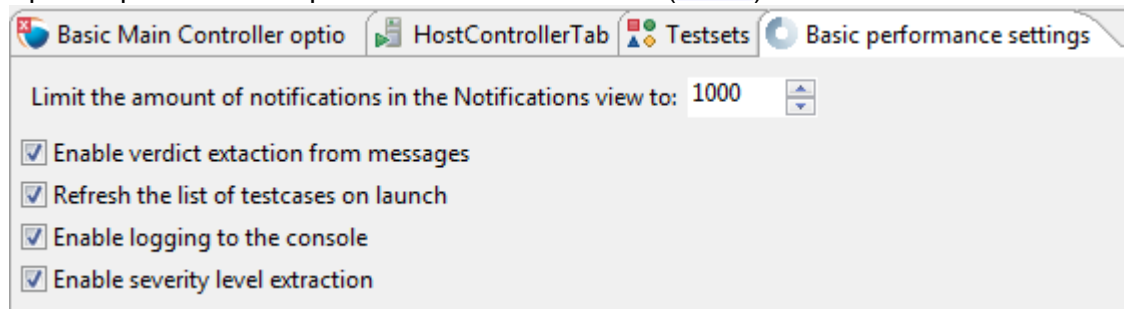 Basic Main Controller optio HostControllerTab Testsets Basic performance settings
Limit the amount of notifications in the Notifications view to: 1000
Enable verdict extaction from messages
Refresh the list of testcases on launch
Enable logging to the console
Enable severity level extraction